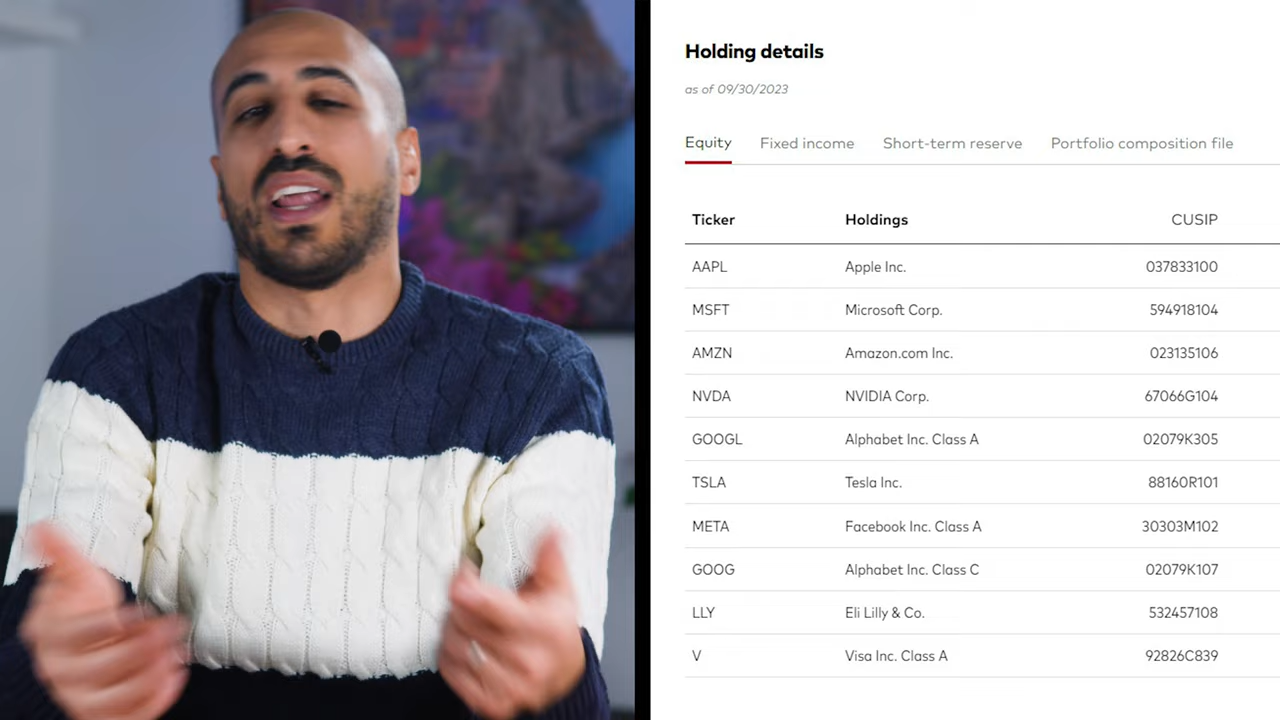 Holding details
as of 09/30/2023
Equity Fixed income Short-term reserve Portfolio composition file
Ticker Holdings CUSIP
AAPL Apple Inc. 037833100
MSFT Microsoft Corp. 594918104
AMZN Amazon.com Inc. 023135106
NVDA NVIDIA Corp. 67066G104
GOOGL Alphabet Inc. Class A 02079K305
TSLA Tesla Inc. 88160R101
META Facebook Inc. Class A 30303M102
GOOG Alphabet Inc. Class C 02079K107
LLY Eli Lilly & Co. 532457108
V Visa Inc. Class A 92826C839